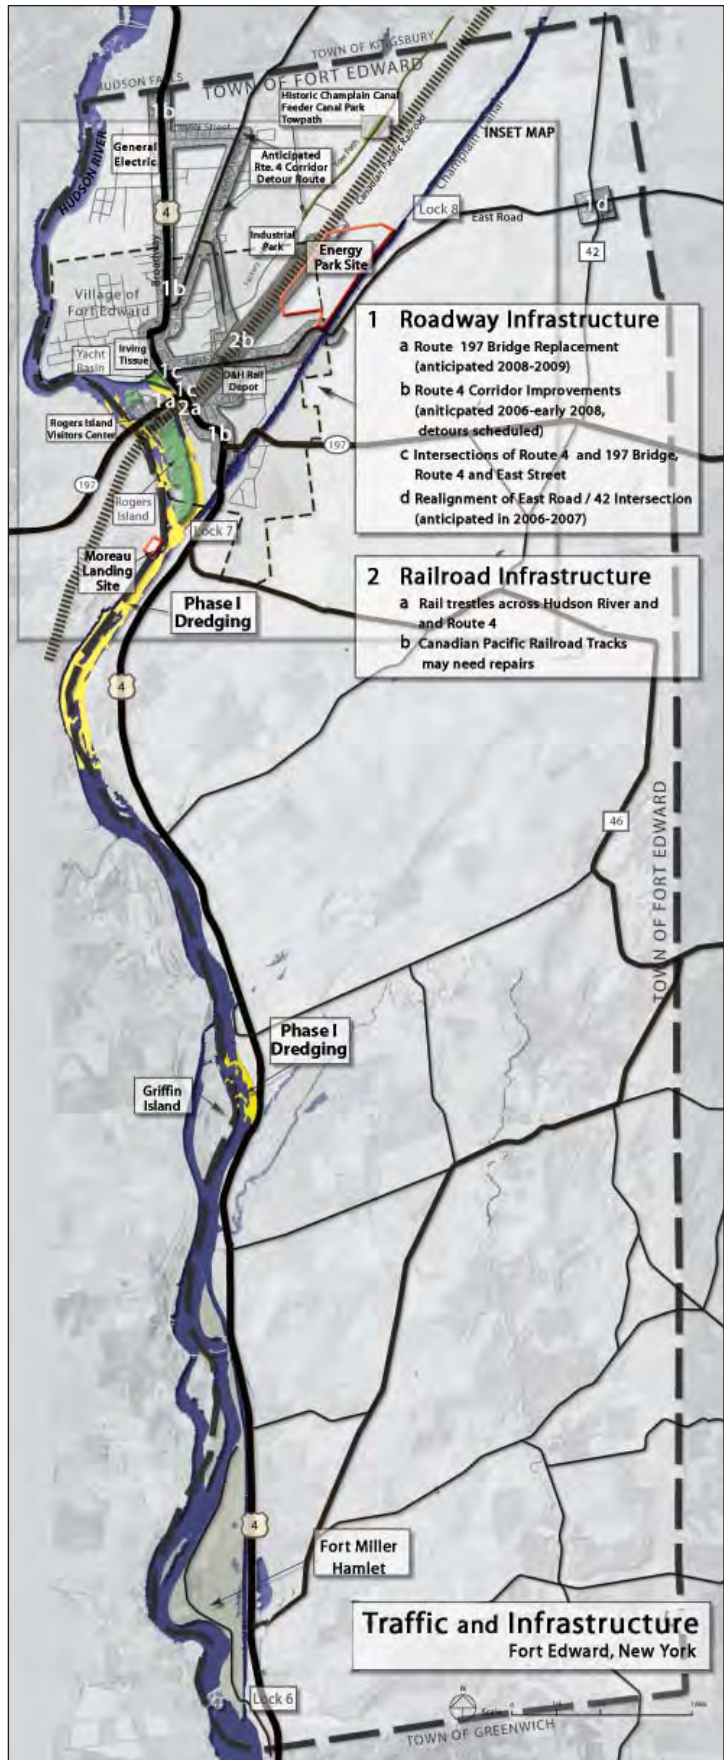 TOWN OF KINGSBURY
HUDSON FALLS
TOWN OF FORT EDWARD
Historic Champlain Canal
Feeder Canal Park
Towpath
1b
General
Electric
Anticipated
Rte. 4 Corridor
Detour Route
Tow Path
Canadian Pacific Railroad
Champlain Canal
INSET MAP
HUDSON RIVER
4
Broadway
Lock 8
East Road
1d
42
Industrial
Park
Energy
Park Site
Village of
Fort Edward
1b
2b
Yacht
Basin
Irving
Tissue
1c
D&H Rail
Depot
1c
1a
2a
1b
Rogers Island
Visitors Center
197
197
Rogers
Island
Lock 7
Moreau
Landing
Site
Phase I
Dredging
1 Roadway Infrastructure
a Route 197 Bridge Replacement
(anticipated 2008-2009)
b Route 4 Corridor Improvements
(aniticpated 2006-early 2008,
detours scheduled)
c Intersections of Route 4 and 197 Bridge,
Route 4 and East Street
d Realignment of East Road / 42 Intersection
(anticipated in 2006-2007)
2 Railroad Infrastructure
a Rail trestles across Hudson River and
and Route 4
b Canadian Pacific Railroad Tracks
may need repairs
4
46
TOWN OF FORT EDWARD
Phase I
Dredging
Griffin
Island
4
Fort Miller
Hamlet
Traffic and Infrastructure
Fort Edward, New York
Lock 6
N
Scale
TOWN OF GREENWICH